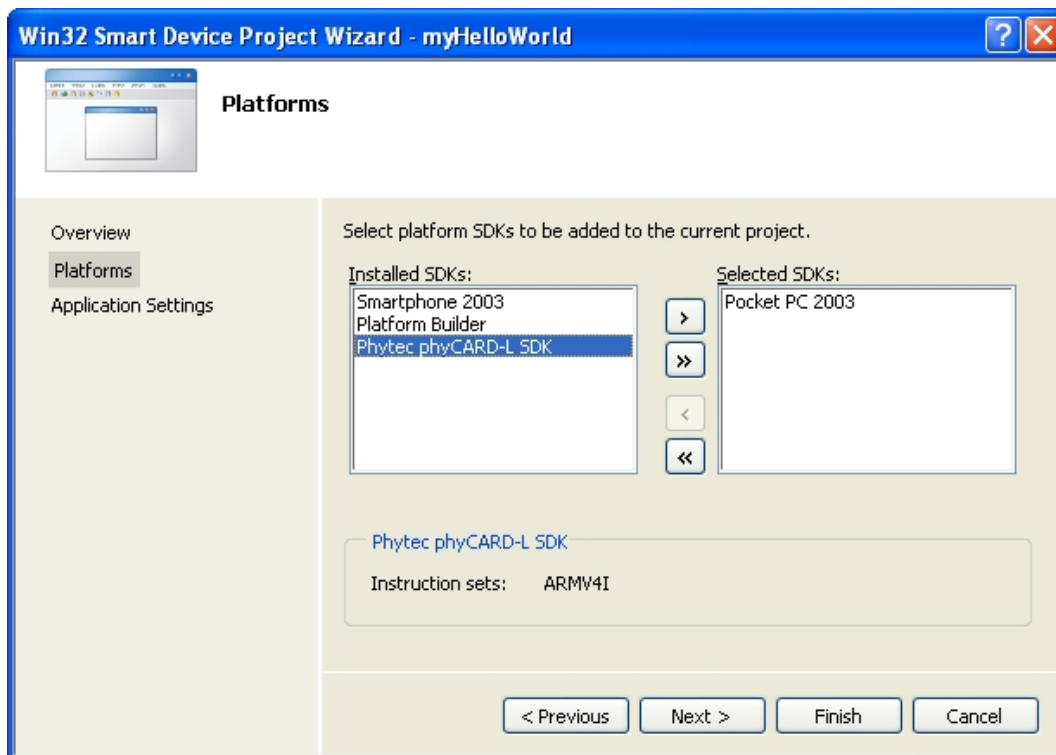 Win32 Smart Device Project Wizard - myHelloWorld
Platforms
Overview
Platforms
Application Settings
Select platform SDKs to be added to the current project.
Installed SDKs:
Smartphone 2003
Platform Builder
Phytec phyCARD-L SDK
>
>>
<
<<
Selected SDKs:
Pocket PC 2003
Phytec phyCARD-L SDK
Instruction sets: ARMV4I
< Previous
Next >
Finish
Cancel